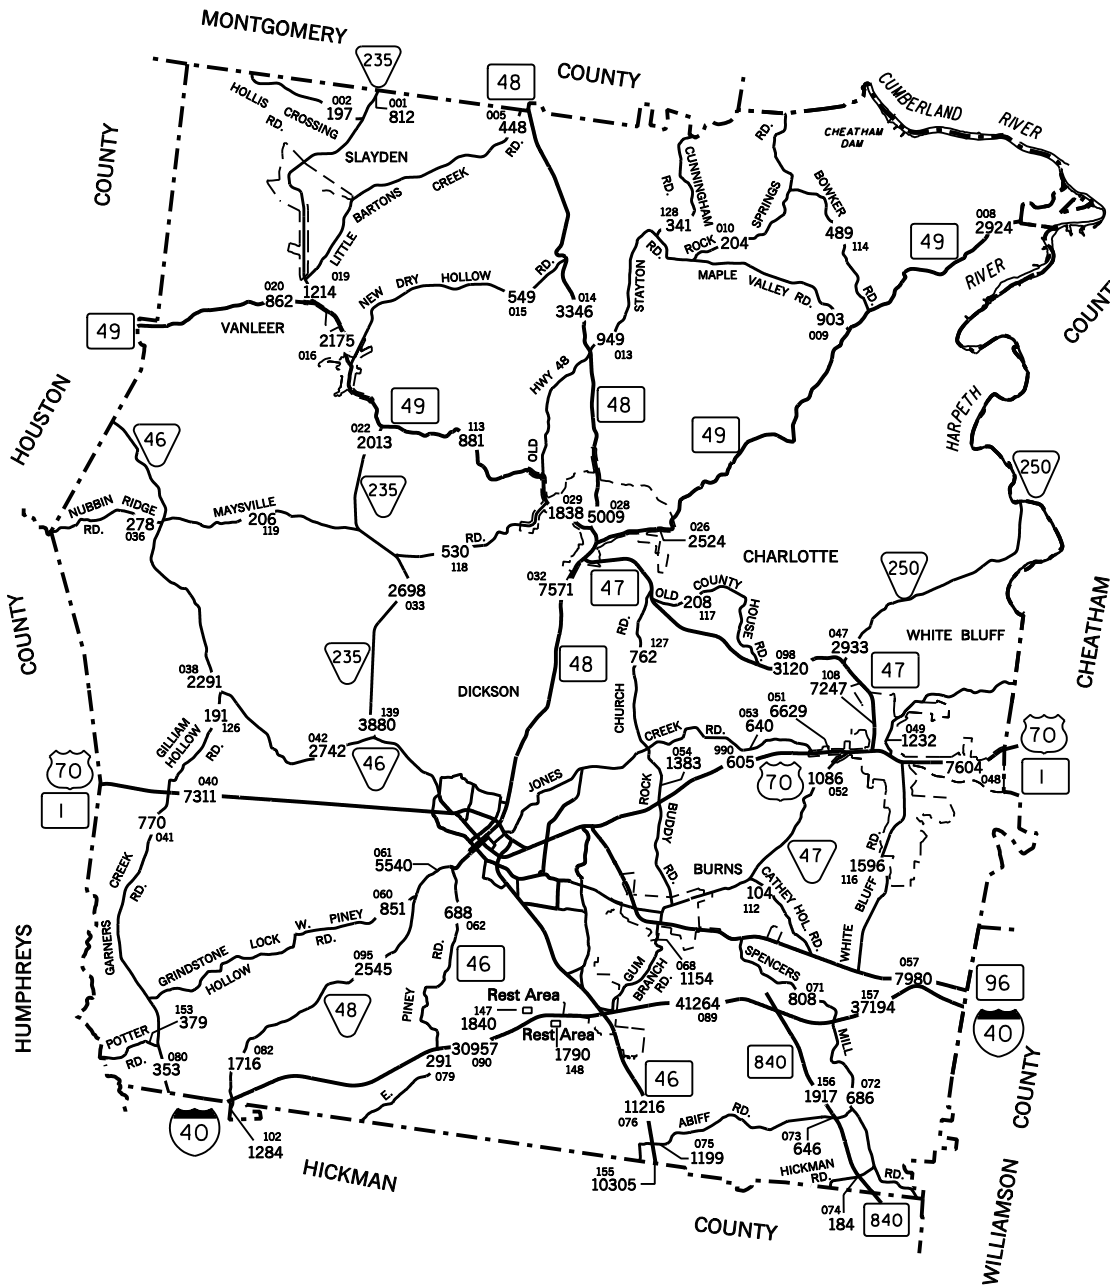 MONTGOMERY
COUNTY
235
48
CUMBERLAND
RIVER
CHEATHAM
DAM
HOLLIS
CROSSING
RD.
002
197
001
812
005
448
RD.
SLAYDEN
COUNTY
LITTLE
BARTONS
CREEK
CUNNINGHAM
RD.
128
341
RD.
SPRINGS
ROCK
010
204
BOWKER
489
114
RD.
008
2924
49
RIVER
COUNT
019
1214
020
862
49
VANLEER
2175
016
NEW DRY HOLLOW
RD.
549
015
014
3346
STAYTON
RD.
949
013
MAPLE VALLEY RD.
903
009
HOUSTON
HARPETH
OLD
HWY 48
48
49
49
022
2013
113
881
46
235
250
NUBBIN RIDGE
RD.
278
036
MAYSVILLE
206
119
RD.
530
118
029
1838
028
5009
026
2524
CHARLOTTE
2698
033
032
7571
47
OLD COUNTY
HOUSE
RD.
208
117
250
WHITE BLUFF
COUNTY
CHEATHAM
235
48
RD.
127
762
CHURCH
098
3120
047
2933
47
108
7247
038
2291
DICKSON
191
126
GILLIAM
HOLLOW
RD.
139
3880
042
2742
46
051
6629
053
640
049
1232
CREEK
RD.
JONES
054
1383
990
605
70
1
70
1
7604
048
040
7311
70
1086
052
ROCK
BUDDY
RD.
770
041
CREEK
RD.
GARNERS
061
5540
060
851
BURNS
47
CATHEY HOL RD.
104
112
RD.
1596
116
BLUFF
WHITE
HUMPHREYS
GRINDSTONE
HOLLOW
LOCK W. PINEY
RD.
688
062
095
2545
46
RD.
PINEY
GUM
BRANCH
RD.
068
1154
SPENCERS
057
7980
96
071
808
157
37194
48
Rest Area
147
1840
Rest Area
1790
148
41264
089
153
379
POTTER
RD.
080
353
082
1716
30957
090
291
079
E.
MILL
40
840
COUNTY
46
156
1917
072
686
11216
076
ABIFF
RD.
40
102
1284
HICKMAN
075
1199
073
646
155
10305
HICKMAN
RD.
RD.
074
184
840
COUNTY
WILLIAMSON